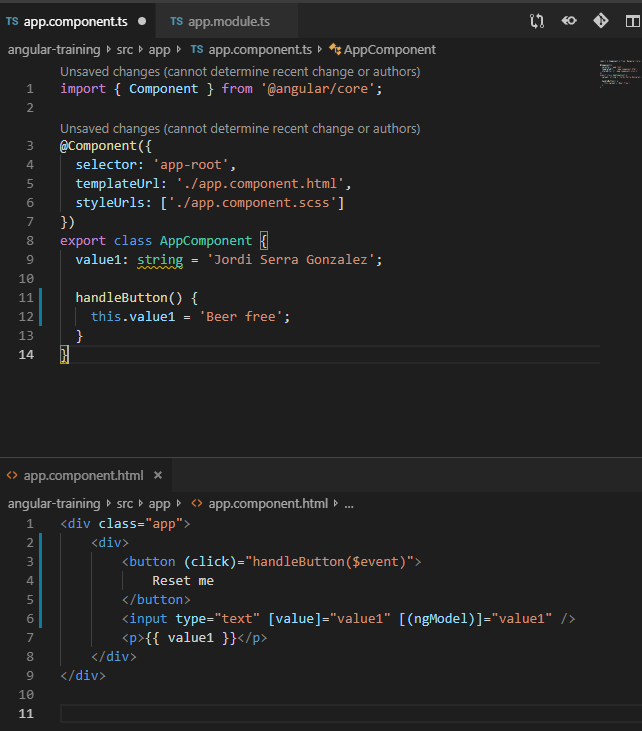 TS app.component.ts ● TS app.module.ts
angular-training › src › app › TS app.component.ts › AppComponent
Unsaved changes (cannot determine recent change or authors)
1 import { Component } from '@angular/core';
2
Unsaved changes (cannot determine recent change or authors)
3 @Component({
4   selector: 'app-root',
5   templateUrl: './app.component.html',
6   styleUrls: ['./app.component.scss']
7 })
8 export class AppComponent {
9   value1: string = 'Jordi Serra Gonzalez';
10
11   handleButton() {
12     this.value1 = 'Beer free';
13   }
14 }
<> app.component.html ×
angular-training › src › app › <> app.component.html › ...
1 <div class="app">
2     <div>
3         <button (click)="handleButton($event)">
4             Reset me
5         </button>
6         <input type="text" [value]="value1" [(ngModel)]="value1" />
7         <p>{{ value1 }}</p>
8     </div>
9 </div>
10
11